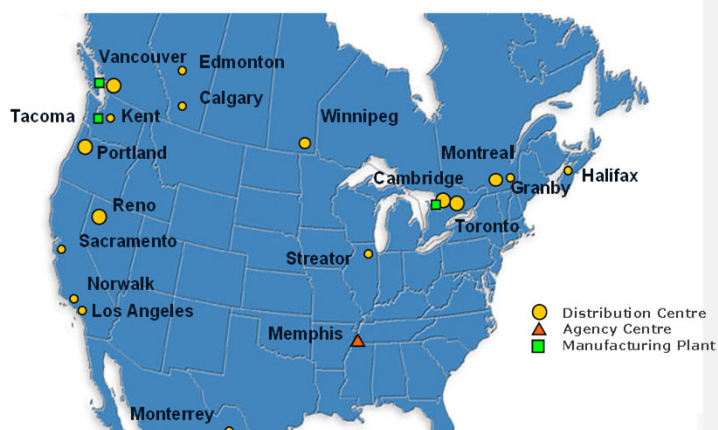 Vancouver
Edmonton
Calgary
Tacoma
Kent
Winnipeg
Portland
Montreal
Cambridge
Granby
Halifax
Reno
Toronto
Sacramento
Streator
Norwalk
Los Angeles
Memphis
Monterrey
Distribution Centre
Agency Centre
Manufacturing Plant